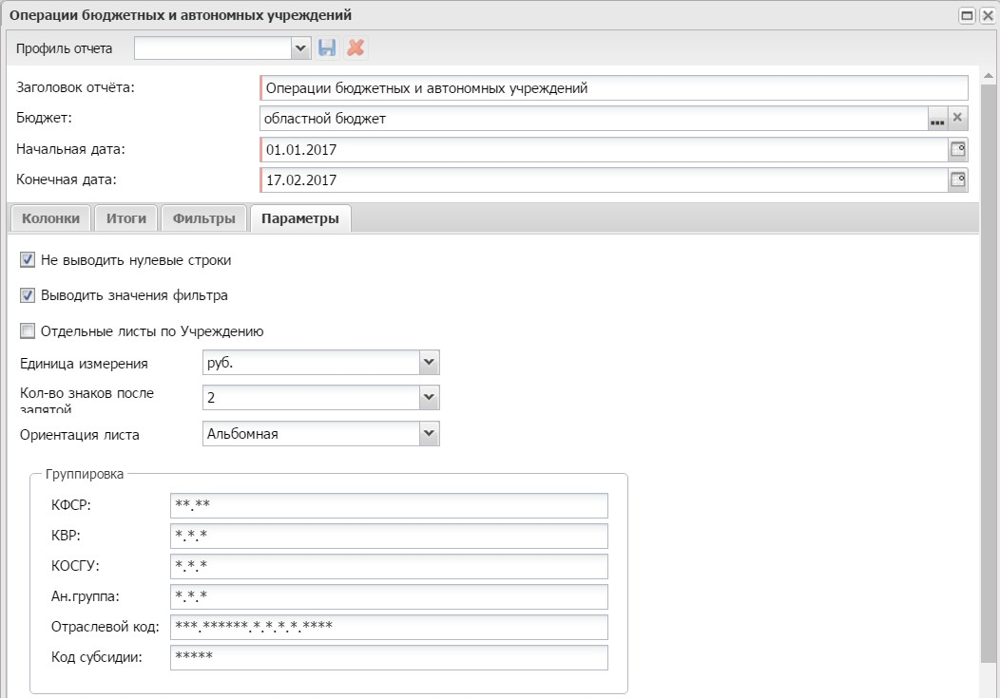 Операции бюджетных и автономных учреждений
Профиль отчета
Заголовок отчёта: Операции бюджетных и автономных учреждений
Бюджет: областной бюджет
Начальная дата: 01.01.2017
Конечная дата: 17.02.2017
Колонки Итоги Фильтры Параметры
Не выводить нулевые строки
Выводить значения фильтра
Отдельные листы по Учреждению
Единица измерения руб.
Кол-во знаков после
запятой 2
Ориентация листа Альбомная
Группировка
КФСР: **.**
КВР: *.*.*
КОСГУ: *.*.*
Ан.группа: *.*.*
Отраслевой код: ***.******.*.*.*.*.****
Код субсидии: *****